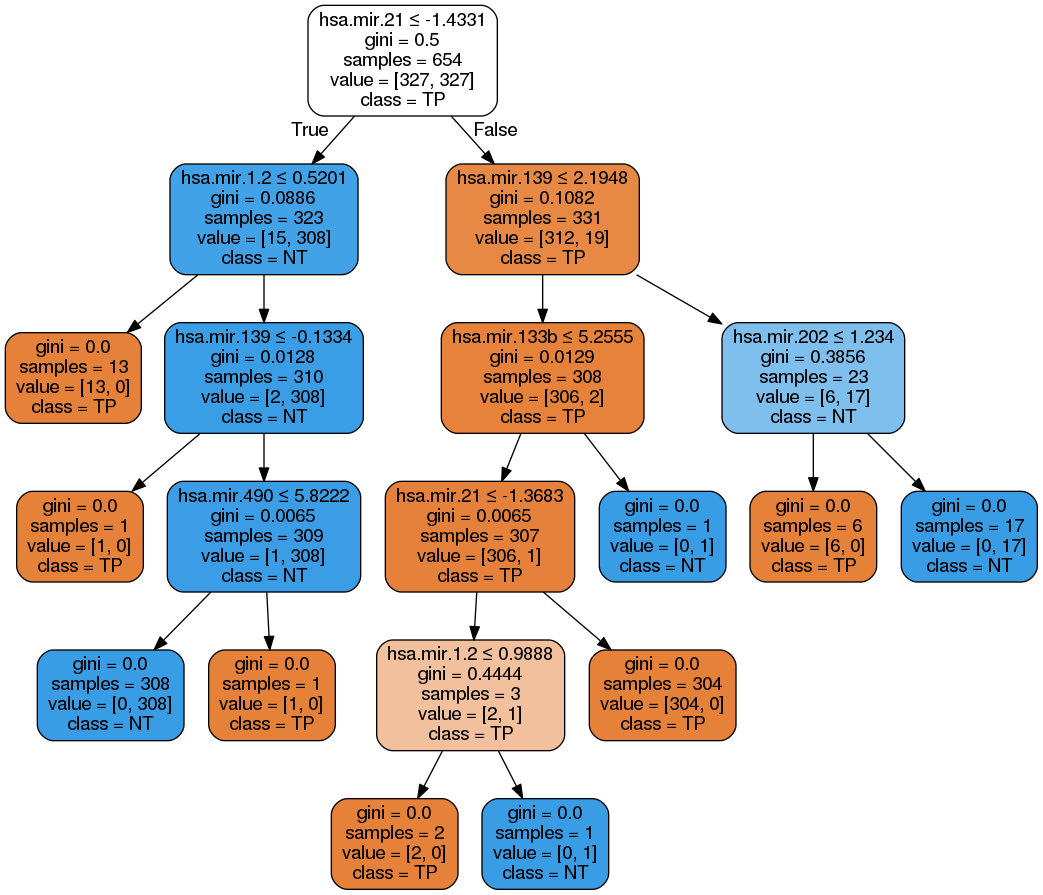 hsa.mir.21 ≤ -1.4331
gini = 0.5
samples = 654
value = [327, 327]
class = TP
True
False
hsa.mir.1.2 ≤ 0.5201
gini = 0.0886
samples = 323
value = [15, 308]
class = NT
hsa.mir.139 ≤ 2.1948
gini = 0.1082
samples = 331
value = [312, 19]
class = TP
gini = 0.0
samples = 13
value = [13, 0]
class = TP
hsa.mir.139 ≤ -0.1334
gini = 0.0128
samples = 310
value = [2, 308]
class = NT
hsa.mir.133b ≤ 5.2555
gini = 0.0129
samples = 308
value = [306, 2]
class = TP
hsa.mir.202 ≤ 1.234
gini = 0.3856
samples = 23
value = [6, 17]
class = NT
gini = 0.0
samples = 1
value = [1, 0]
class = TP
hsa.mir.490 ≤ 5.8222
gini = 0.0065
samples = 309
value = [1, 308]
class = NT
hsa.mir.21 ≤ -1.3683
gini = 0.0065
samples = 307
value = [306, 1]
class = TP
gini = 0.0
samples = 1
value = [0, 1]
class = NT
gini = 0.0
samples = 6
value = [6, 0]
class = TP
gini = 0.0
samples = 17
value = [0, 17]
class = NT
gini = 0.0
samples = 308
value = [0, 308]
class = NT
gini = 0.0
samples = 1
value = [1, 0]
class = TP
hsa.mir.1.2 ≤ 0.9888
gini = 0.4444
samples = 3
value = [2, 1]
class = TP
gini = 0.0
samples = 304
value = [304, 0]
class = TP
gini = 0.0
samples = 2
value = [2, 0]
class = TP
gini = 0.0
samples = 1
value = [0, 1]
class = NT